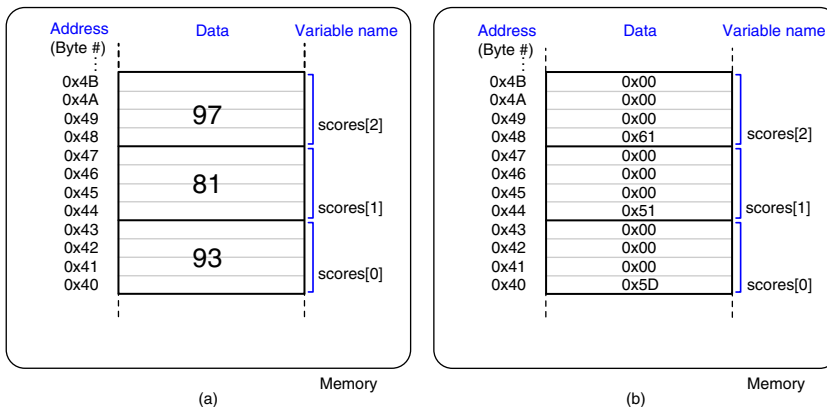 Address Data Variable name
(Byte #)
0x4B
0x4A
0x49
0x48
97
scores[2]
0x47
0x46
0x45
0x44
81
scores[1]
0x43
0x42
0x41
0x40
93
scores[0]
Memory
(a)
Address Data Variable name
(Byte #)
0x4B 0x00
0x4A 0x00
0x49 0x00
0x48 0x61
scores[2]
0x47 0x00
0x46 0x00
0x45 0x00
0x44 0x51
scores[1]
0x43 0x00
0x42 0x00
0x41 0x00
0x40 0x5D
scores[0]
Memory
(b)